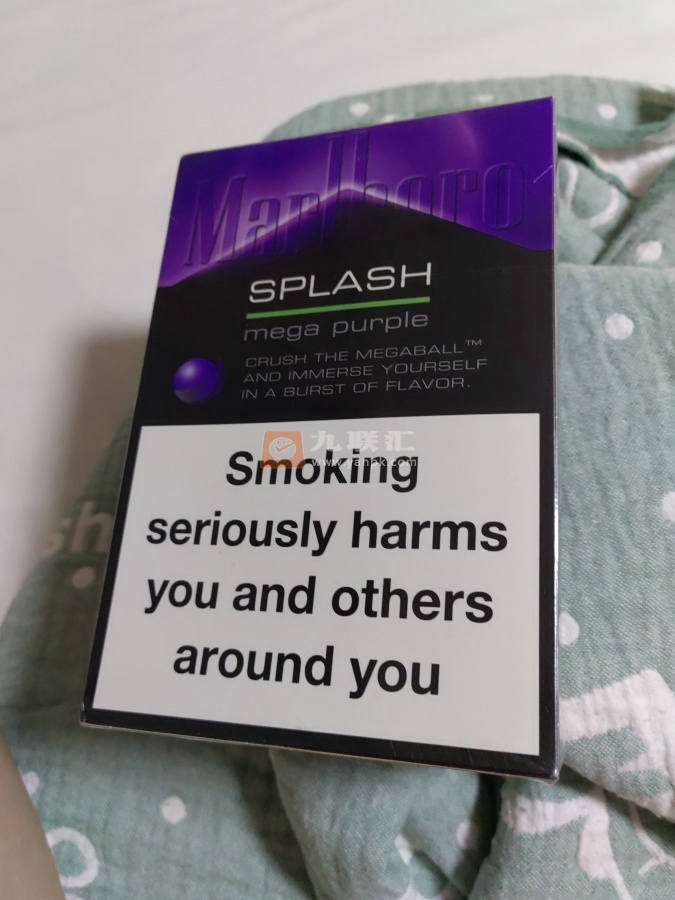 Marlboro
SPLASH
mega purple
CRUSH THE MEGABALL™
AND IMMERSE YOURSELF
IN A BURST OF FLAVOR.
九联汇
Smoking
seriously harms
you and others
around you
sh